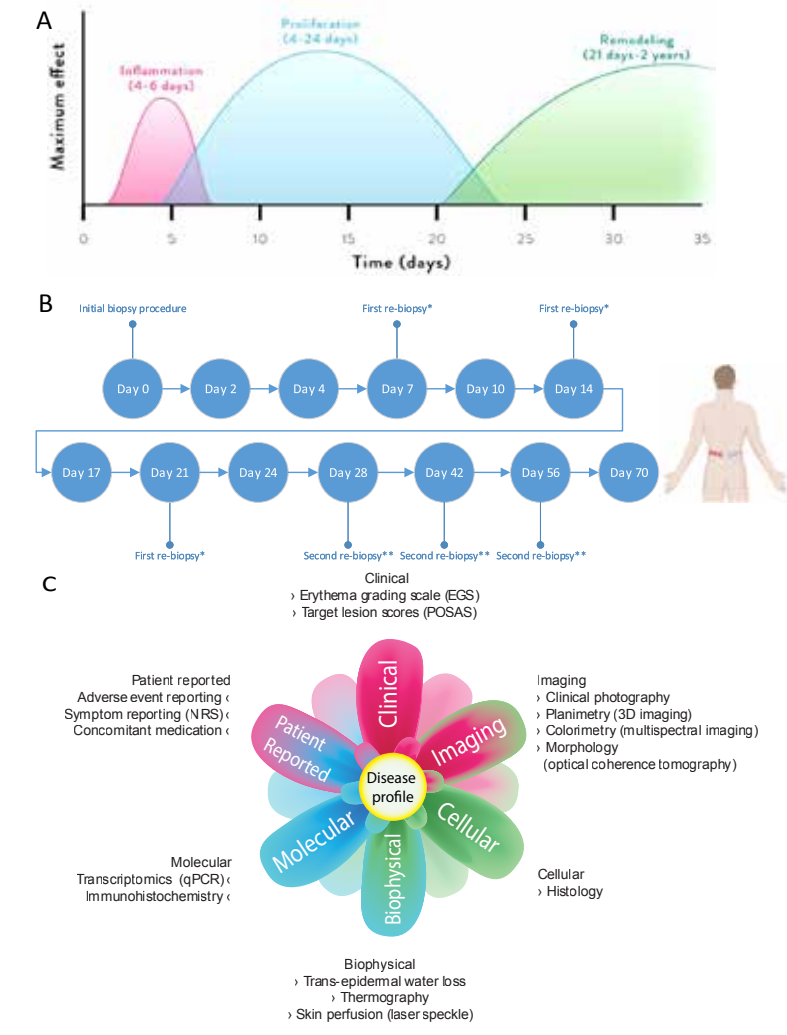 A
Maximum effect
Inflammation
(4-6 days)
Proliferation
(4-24 days)
Remodeling
(21 days-2 years)
0
5
10
15
20
25
30
35
Time (days)
B
Initial biopsy procedure
First re-biopsy*
First re-biopsy*
Day 0
Day 2
Day 4
Day 7
Day 10
Day 14
Day 17
Day 21
Day 24
Day 28
Day 42
Day 56
Day 70
First re-biopsy*
Second re-biopsy**
Second re-biopsy**
Second re-biopsy**
C
Clinical
› Erythema grading scale (EGS)
› Target lesion scores (POSAS)
Patient reported
Adverse event reporting ‹
Symptom reporting (NRS) ‹
Concomitant medication ‹
Imaging
› Clinical photography
› Planimetry (3D imaging)
› Colorimetry (multispectral imaging)
› Morphology
(optical coherence tomography)
Clinical
Imaging
Cellular
Biophysical
Molecular
Patient
Reported
Disease
profile
Molecular
Transcriptomics (qPCR) ‹
Immunohistochemistry ‹
Cellular
› Histology
Biophysical
› Trans-epidermal water loss
› Thermography
› Skin perfusion (laser speckle)